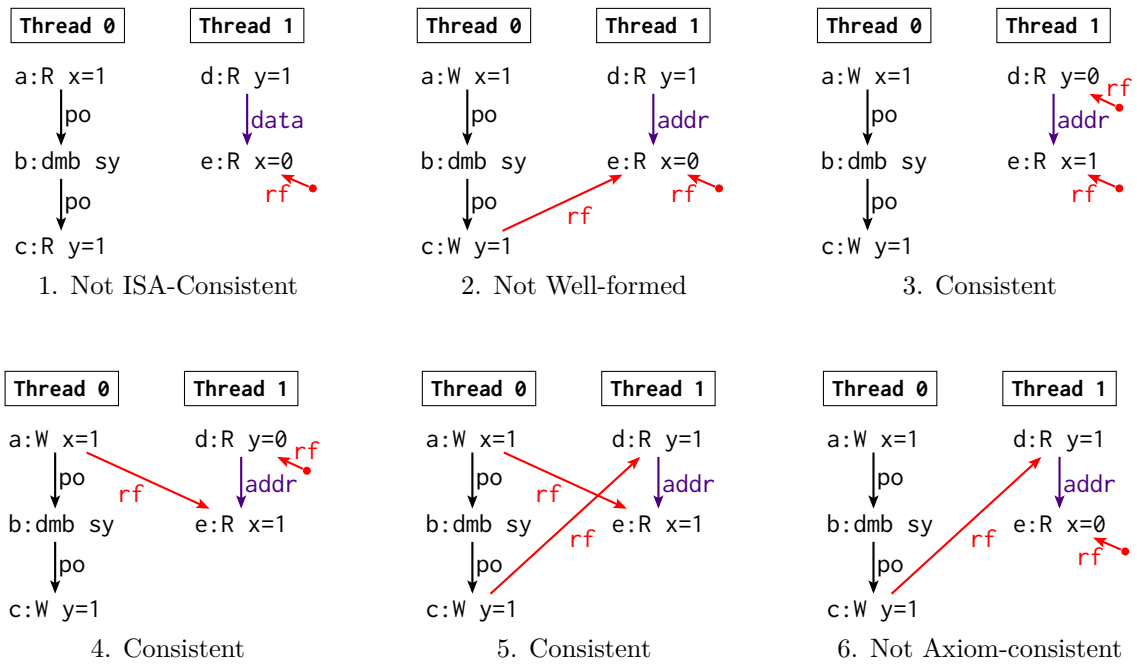 Thread 0 Thread 1
a:R x=1 d:R y=1
po data
b:dmb sy e:R x=0
po rf
c:R y=1
1. Not ISA-Consistent
Thread 0 Thread 1
a:W x=1 d:R y=1
po addr
b:dmb sy e:R x=0
po rf rf
c:W y=1
2. Not Well-formed
Thread 0 Thread 1
a:W x=1 d:R y=0 rf
po addr
b:dmb sy e:R x=1
po rf
c:W y=1
3. Consistent
Thread 0 Thread 1
a:W x=1 d:R y=0 rf
po rf addr
b:dmb sy e:R x=1
po
c:W y=1
4. Consistent
Thread 0 Thread 1
a:W x=1 d:R y=1
po rf addr
b:dmb sy e:R x=1
po rf
c:W y=1
5. Consistent
Thread 0 Thread 1
a:W x=1 d:R y=1
po addr
b:dmb sy e:R x=0
po rf rf
c:W y=1
6. Not Axiom-consistent